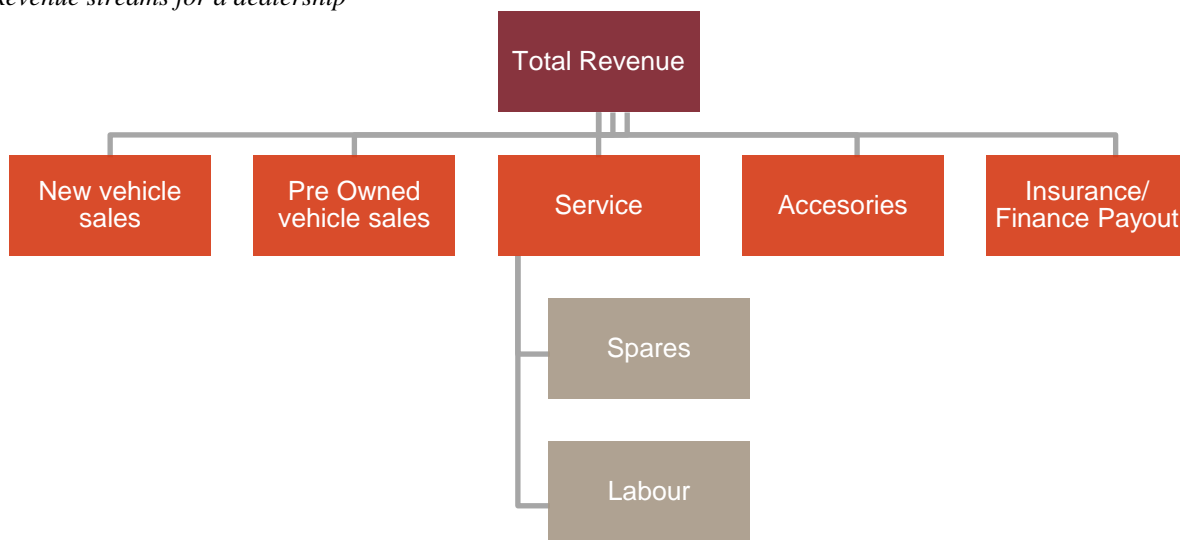 Revenue streams for a dealership
Total Revenue
New vehicle
sales
Pre Owned
vehicle sales
Service
Accesories
Insurance/
Finance Payout
Spares
Labour